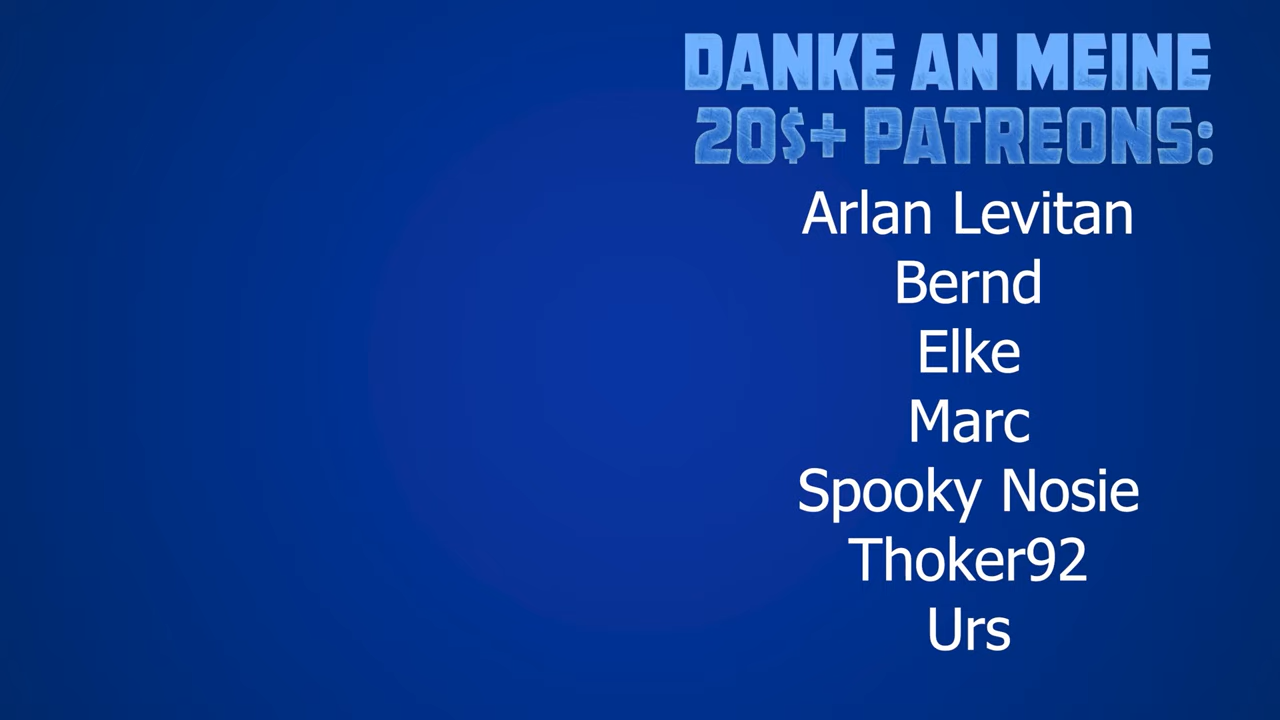 DANKE AN MEINE
20$+ PATREONS:
Arlan Levitan
Bernd
Elke
Marc
Spooky Nosie
Thoker92
Urs